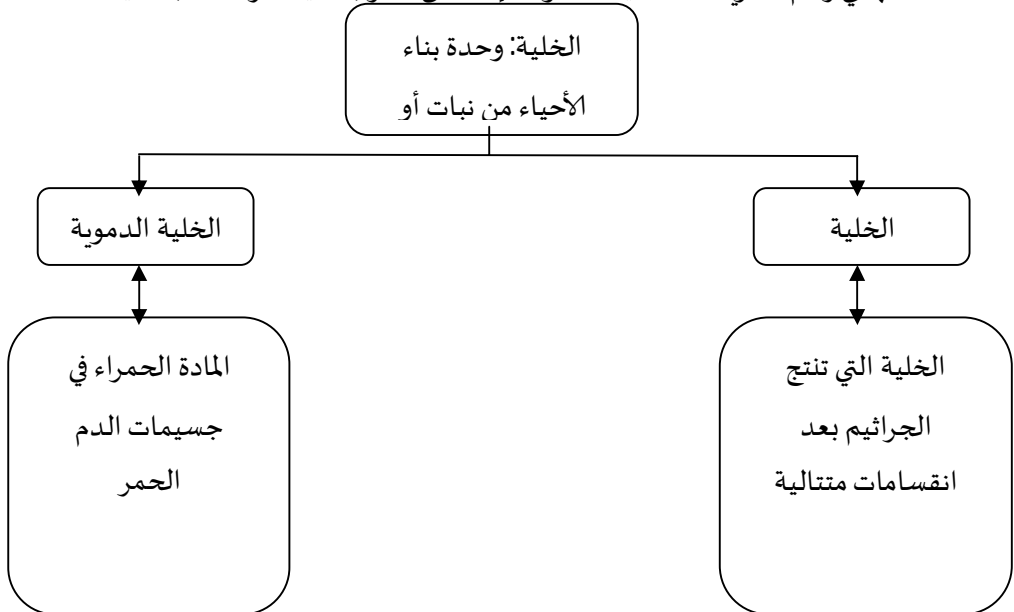 الخلية: وحدة بناء
الأحياء من نبات أو
الخلية
الخلية الدموية
الخلية التي تنتج
الجراثيم بعد
انقسامات متتالية
المادة الحمراء في
جسيمات الدم
الحمر